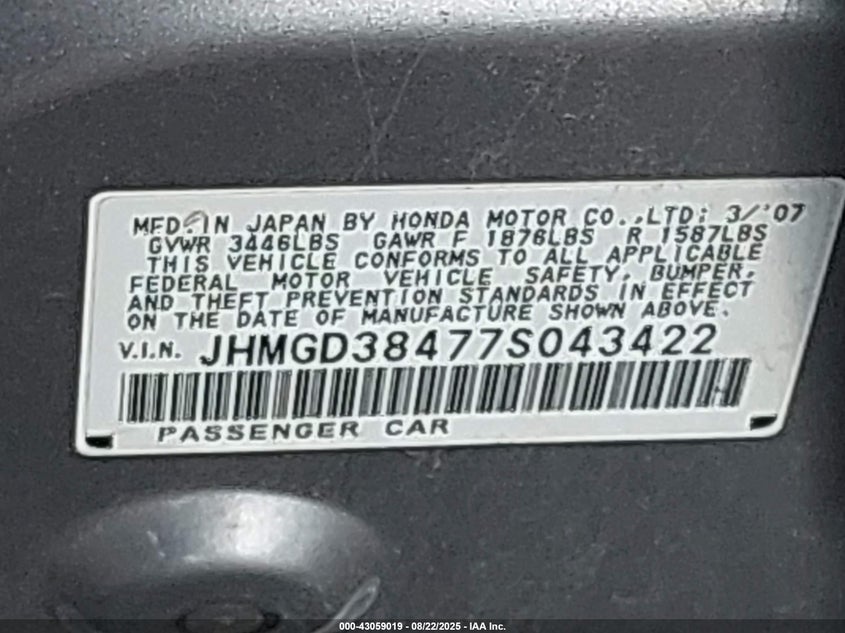 MFD. IN JAPAN BY HONDA MOTOR CO., LTD: 3/'07
GVWR 3446LBS GAWR F 1876LBS R 1587LBS
THIS VEHICLE CONFORMS TO ALL APPLICABLE
FEDERAL MOTOR VEHICLE SAFETY, BUMPER,
AND THEFT PREVENTION STANDARDS IN EFFECT
ON THE DATE OF MANUFACTURE SHOWN ABOVE.
V.I.N. JHMGD38477S043422
PASSENGER CAR
000-43059019 - 08/22/2025 - IAA Inc.